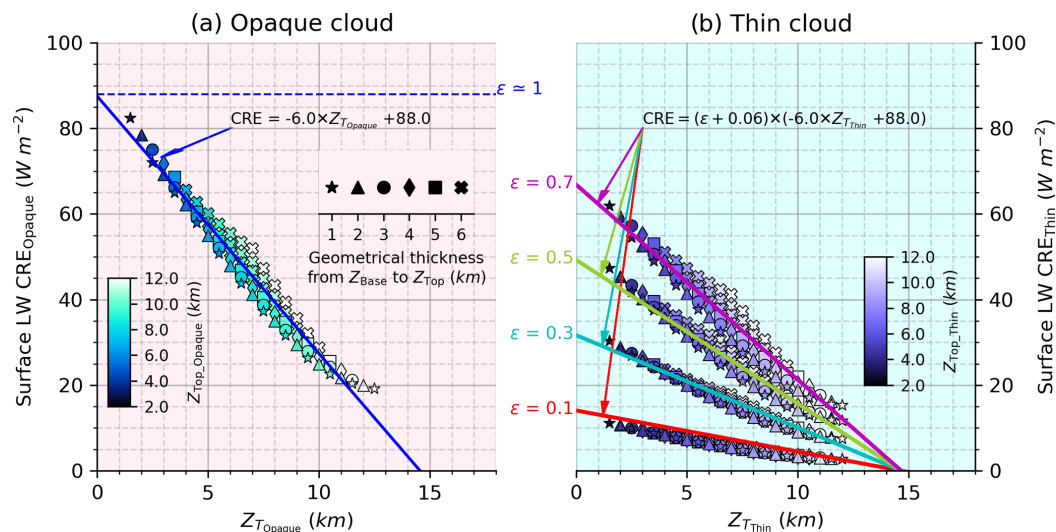 (a) Opaque cloud
(b) Thin cloud
100
80
60
40
20
0
Surface LW CRE_Opaque (W m⁻²)
0
5
10
15
Z_T_Opaque (km)
ε ≃ 1
CRE = -6.0×Z_T_Opaque +88.0
1 2 3 4 5 6
Geometrical thickness
from Z_Base to Z_Top (km)
12.0
10.0
8.0
6.0
4.0
2.0
Z_Top_Opaque (km)
ε = 0.7
ε = 0.5
ε = 0.3
ε = 0.1
CRE = (ε + 0.06)×(-6.0×Z_T_Thin +88.0)
12.0
10.0
8.0
6.0
4.0
2.0
Z_Top_Thin (km)
0
5
10
15
Z_T_Thin (km)
100
80
60
40
20
0
Surface LW CRE_Thin (W m⁻²)